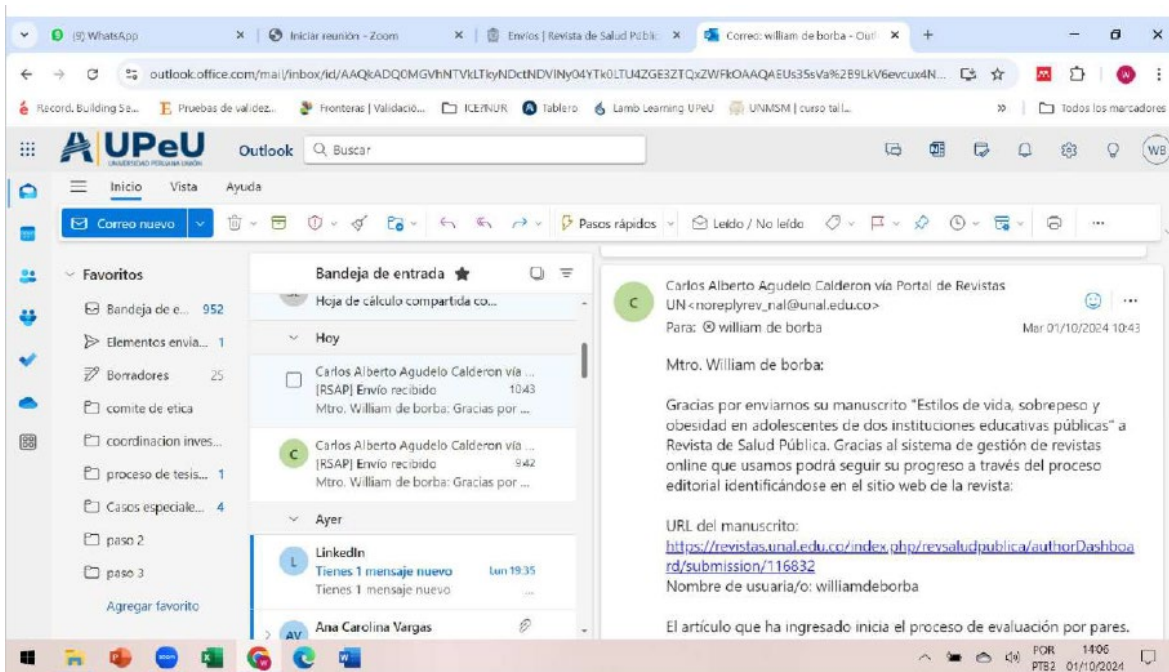 (9) WhatsApp
Iniciar reunión - Zoom
Envíos | Revista de Salud Públic
Correo: william de borba - Outl
outlook.office.com/mail/inbox/id/AAQkADQ0MGVhNTVkLTkyNDctNDVINy04YTk0LTU4ZGE3ZTQxZWFkOAAQAEUs35sVa%2B9LkV6evcux4N...
Record. Building Se...
Pruebas de validez..
Fronteras | Validació...
ICE?NUR
Tablero
Lamb Learning UPeU
UNMSM | curso tall...
Todos los marcadores
UPeU
UNIVERSIDAD PERUANA UNIÓN
Outlook
Buscar
WB
Inicio
Vista
Ayuda
Correo nuevo
Pasos rápidos
Leído / No leído
Favoritos
Bandeja de e... 952
Elementos envia... 1
Borradores 25
comite de etica
coordinacion inves...
proceso de tesis... 1
Casos especiale... 4
paso 2
paso 3
Agregar favorito
Bandeja de entrada
Hoja de cálculo compartida co...
Hoy
Carlos Alberto Agudelo Calderon vía ...
[RSAP] Envío recibido 10:43
Mtro. William de borba: Gracias por ...
C
Carlos Alberto Agudelo Calderon vía ...
[RSAP] Envío recibido 9:42
Mtro. William de borba: Gracias por ...
Ayer
L
LinkedIn
Tienes 1 mensaje nuevo Lun 19:35
Tienes 1 mensaje nuevo ...
AV
Ana Carolina Vargas
C
Carlos Alberto Agudelo Calderon vía Portal de Revistas
UN<noreplyrev_nal@unal.edu.co>
Para: william de borba
Mar 01/10/2024 10:43
Mtro. William de borba:
Gracias por enviarnos su manuscrito "Estilos de vida, sobrepeso y
obesidad en adolescentes de dos instituciones educativas públicas" a
Revista de Salud Pública. Gracias al sistema de gestión de revistas
online que usamos podrá seguir su progreso a través del proceso
editorial identificándose en el sitio web de la revista:
URL del manuscrito:
https://revistas.unal.edu.co/index.php/revsaludpublica/authorDashboa
rd/submission/116832
Nombre de usuaria/o: williamdeborba
El artículo que ha ingresado inicia el proceso de evaluación por pares.
POR
PTB2
14:06
01/10/2024